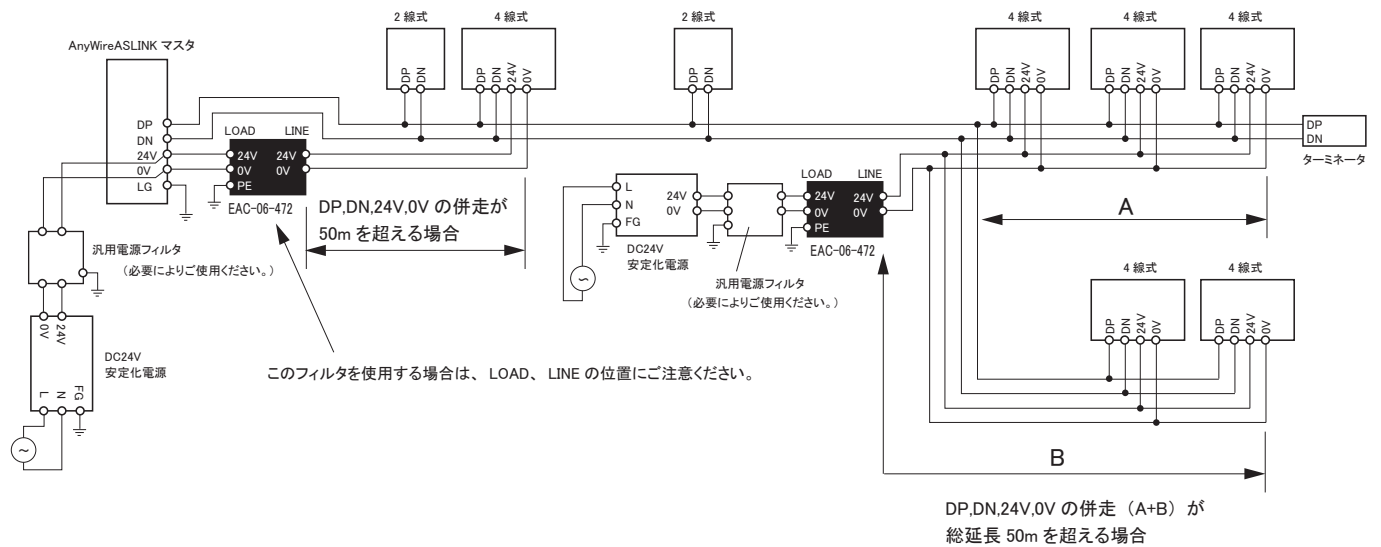 AnyWireASLINK マスタ
DP
DN
24V
0V
LG
LOAD LINE
24V 24V
0V 0V
PE
EAC-06-472
2 線式
DP
DN
4 線式
DP
DN
24V
0V
2 線式
DP
DN
4 線式
DP
DN
24V
0V
4 線式
DP
DN
24V
0V
4 線式
DP
DN
24V
0V
DP
DN
ターミネータ
DP,DN,24V,0V の併走が
50m を超える場合
汎用電源フィルタ
(必要によりご使用ください。)
0V
24V
DC24V
安定化電源
L
N
FG
~
このフィルタを使用する場合は、LOAD、LINE の位置にご注意ください。
L
N
FG
24V
0V
DC24V
安定化電源
~
汎用電源フィルタ
(必要によりご使用ください。)
LOAD LINE
24V 24V
0V 0V
PE
EAC-06-472
A
4 線式
DP
DN
24V
0V
4 線式
DP
DN
24V
0V
B
DP,DN,24V,0V の併走（A+B）が
総延長 50m を超える場合